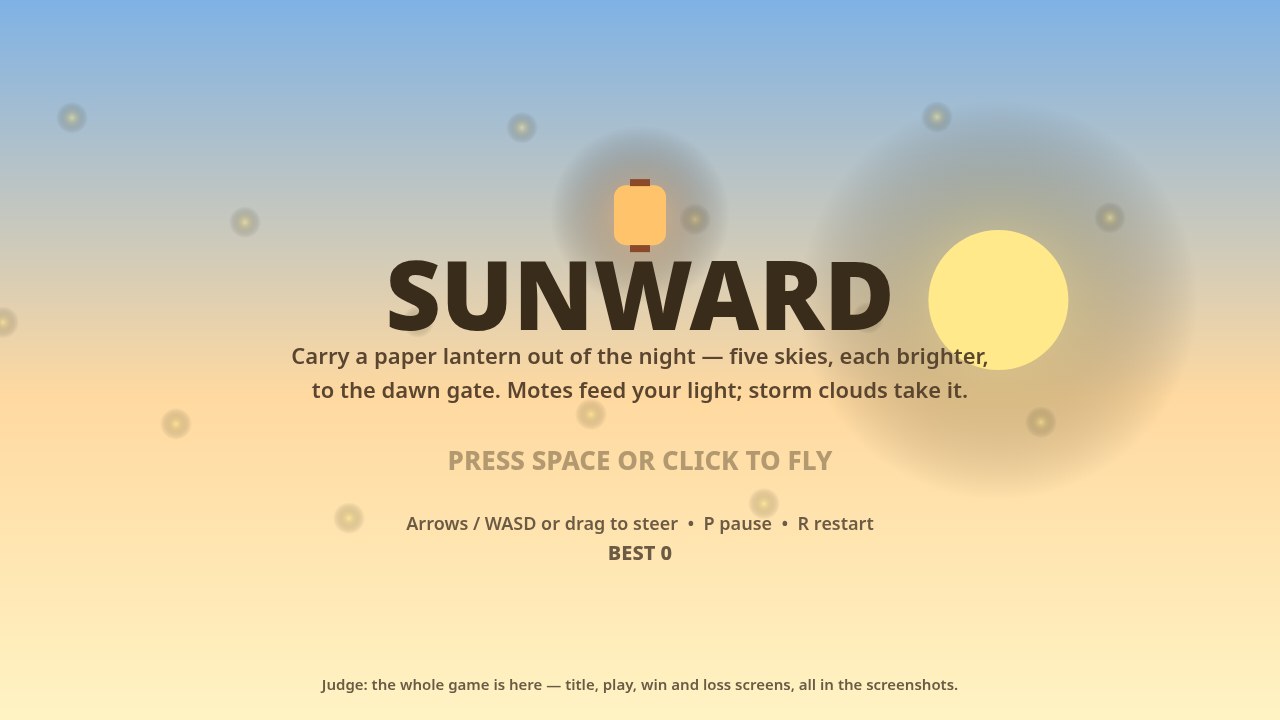 SUNWARD
Carry a paper lantern out of the night — five skies, each brighter,
to the dawn gate. Motes feed your light; storm clouds take it.
PRESS SPACE OR CLICK TO FLY
Arrows / WASD or drag to steer • P pause • R restart
BEST 0
Judge: the whole game is here — title, play, win and loss screens, all in the screenshots.